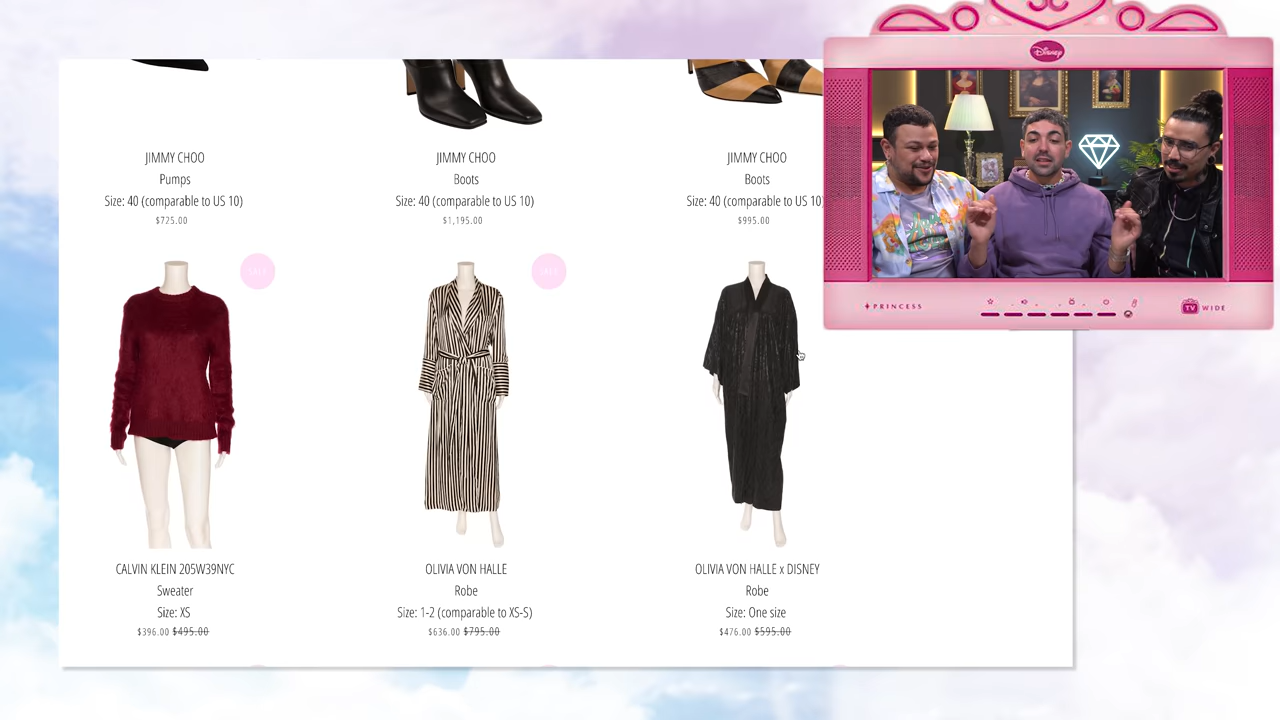 JIMMY CHOO
Pumps
Size: 40 (comparable to US 10)
$725.00
JIMMY CHOO
Boots
Size: 40 (comparable to US 10)
$1,195.00
JIMMY CHOO
Boots
Size: 40 (comparable to US 10)
$995.00
SALE
CALVIN KLEIN 205W39NYC
Sweater
Size: XS
$396.00 $495.00
SALE
OLIVIA VON HALLE
Robe
Size: 1-2 (comparable to XS-S)
$636.00 $795.00
OLIVIA VON HALLE x DISNEY
Robe
Size: One size
$476.00 $595.00
Disney
PRINCESS
TV WIDE